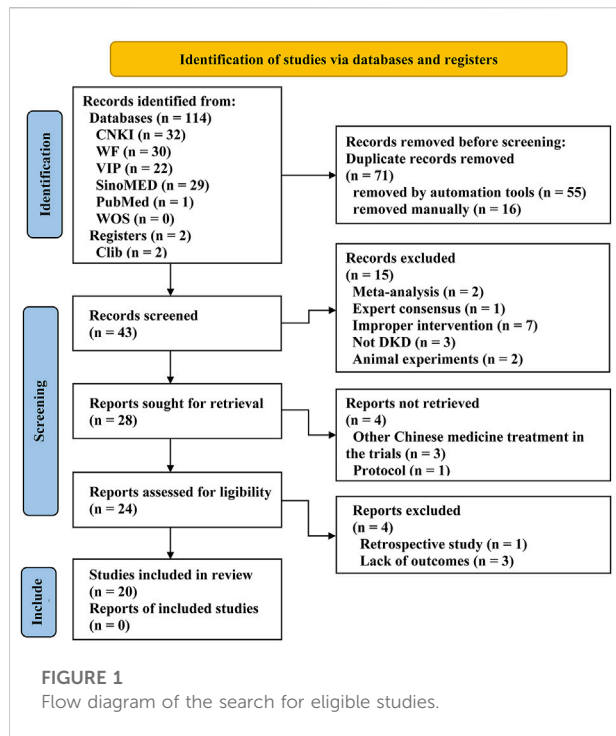 Identification of studies via databases and registers
Identification
Records identified from:
Databases (n = 114)
CNKI (n = 32)
WF (n = 30)
VIP (n = 22)
SinoMED (n = 29)
PubMed (n = 1)
WOS (n = 0)
Registers (n = 2)
Clib (n = 2)
Records removed before screening:
Duplicate records removed
(n = 71)
removed by automation tools (n = 55)
removed manually (n = 16)
Screening
Records screened
(n = 43)
Records excluded
(n = 15)
Meta-analysis (n = 2)
Expert consensus (n = 1)
Improper intervention (n = 7)
Not DKD (n = 3)
Animal experiments (n = 2)
Reports sought for retrieval
(n = 28)
Reports not retrieved
(n = 4)
Other Chinese medicine treatment in
the trials (n = 3)
Protocol (n = 1)
Reports assessed for ligibility
(n = 24)
Reports excluded
(n = 4)
Retrospective study (n = 1)
Lack of outcomes (n = 3)
Include
Studies included in review
(n = 20)
Reports of included studies
(n = 0)
FIGURE 1
Flow diagram of the search for eligible studies.